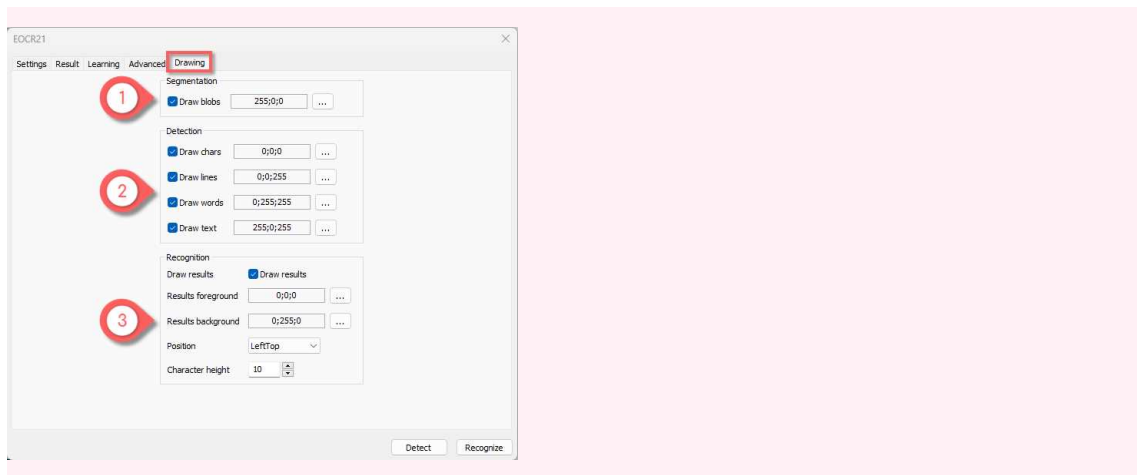 EOCR21
Settings Result Learning Advanced Drawing
Segmentation
1
Draw blobs 255;0;0 ...
Detection
Draw chars 0;0;0 ...
Draw lines 0;0;255 ...
2
Draw words 0;255;255 ...
Draw text 255;0;255 ...
Recognition
Draw results Draw results
Results foreground 0;0;0 ...
3
Results background 0;255;0 ...
Position LeftTop
Character height 10
Detect Recognize